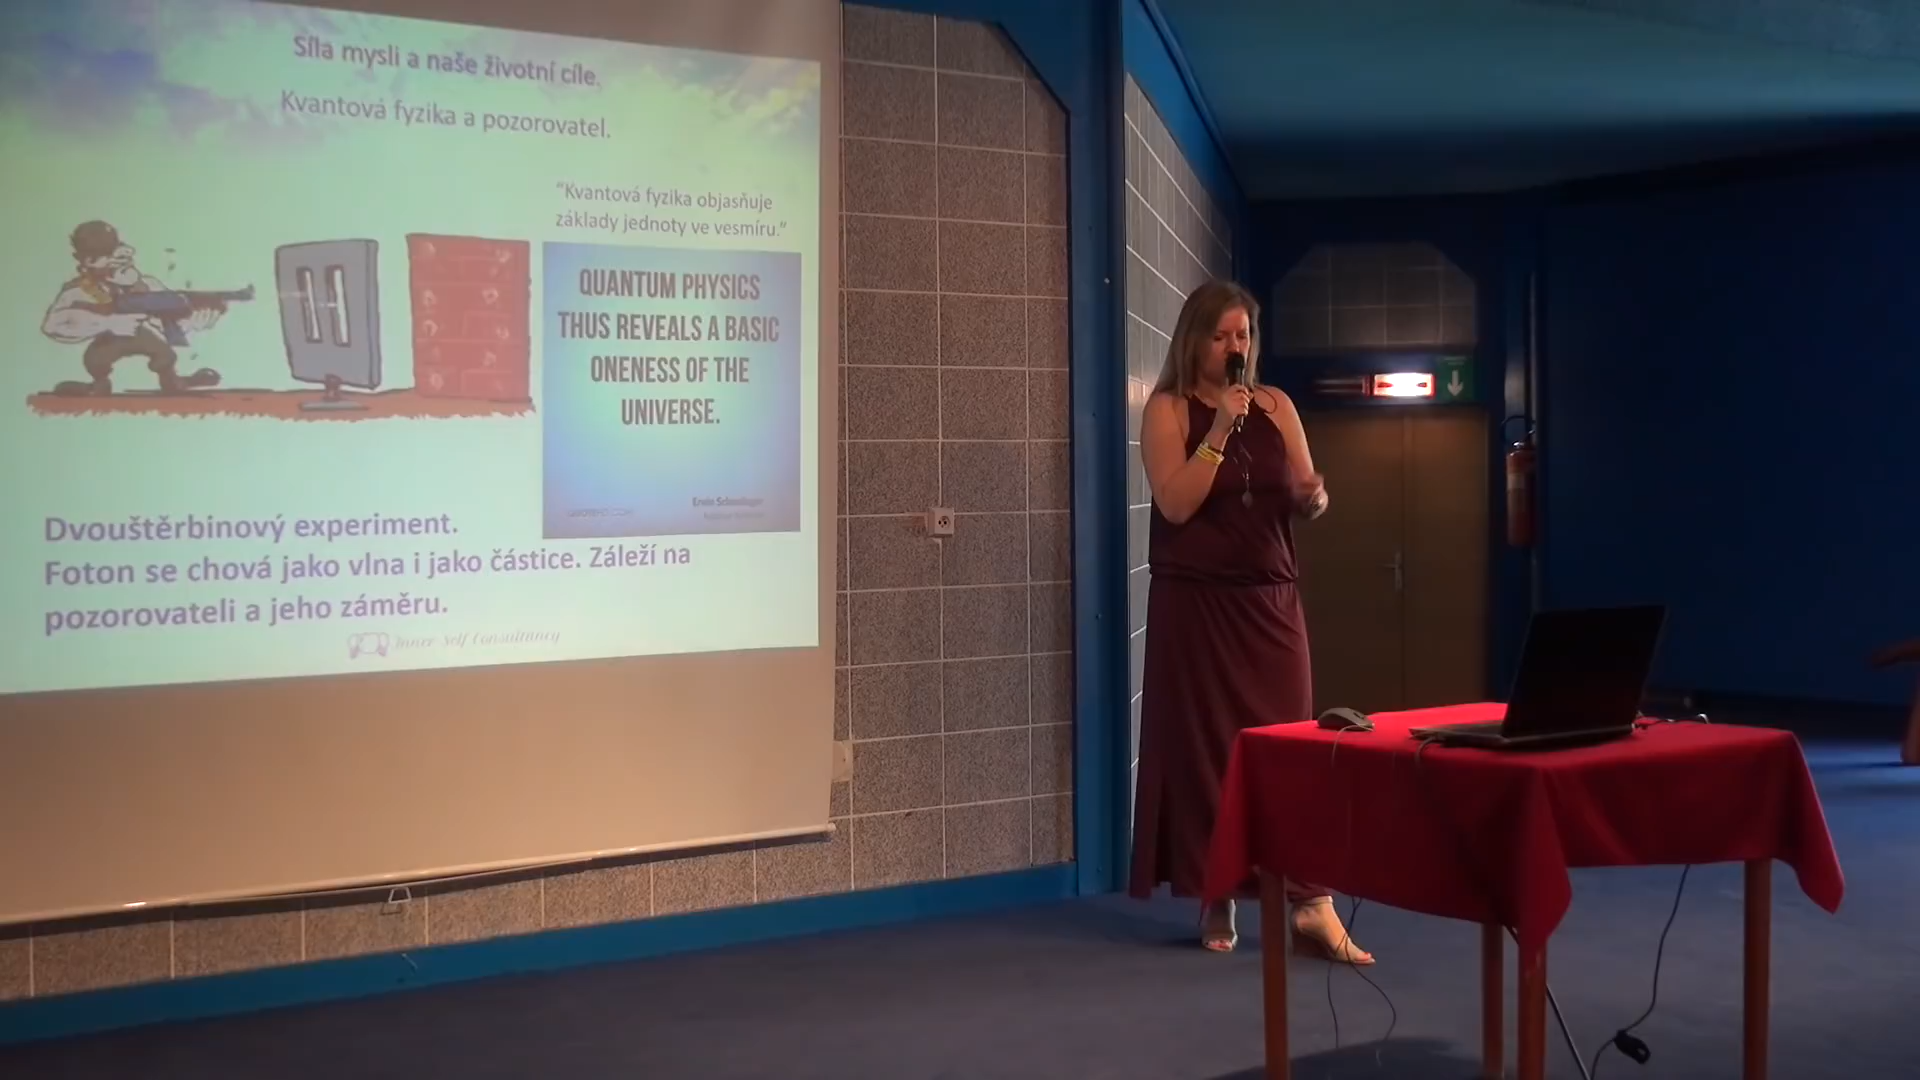 Síla mysli a naše životní cíle.
Kvantová fyzika a pozorovatel.
“Kvantová fyzika objasňuje
základy jednoty ve vesmíru.”
QUANTUM PHYSICS
THUS REVEALS A BASIC
ONENESS OF THE
UNIVERSE.
Erwin
Dvouštěrbinový experiment.
Foton se chová jako vlna i jako částice. Záleží na
pozorovateli a jeho záměru.
Inner Self Consultancy